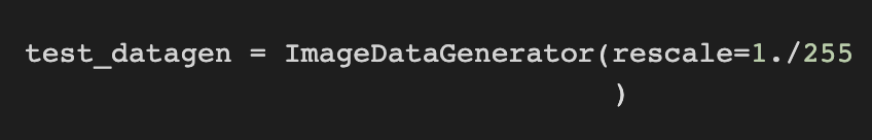 test_datagen = ImageDataGenerator(rescale=1./255
)